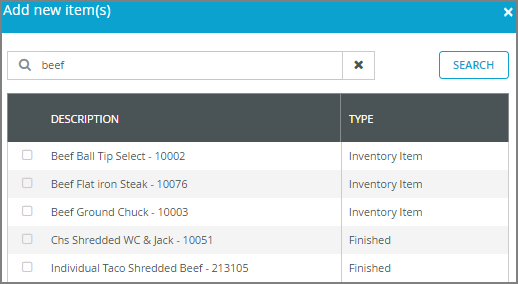 Add new item(s)
beef
SEARCH
DESCRIPTION TYPE
Beef Ball Tip Select - 10002 Inventory Item
Beef Flat iron Steak - 10076 Inventory Item
Beef Ground Chuck - 10003 Inventory Item
Chs Shredded WC & Jack - 10051 Finished
Individual Taco Shredded Beef - 213105 Finished